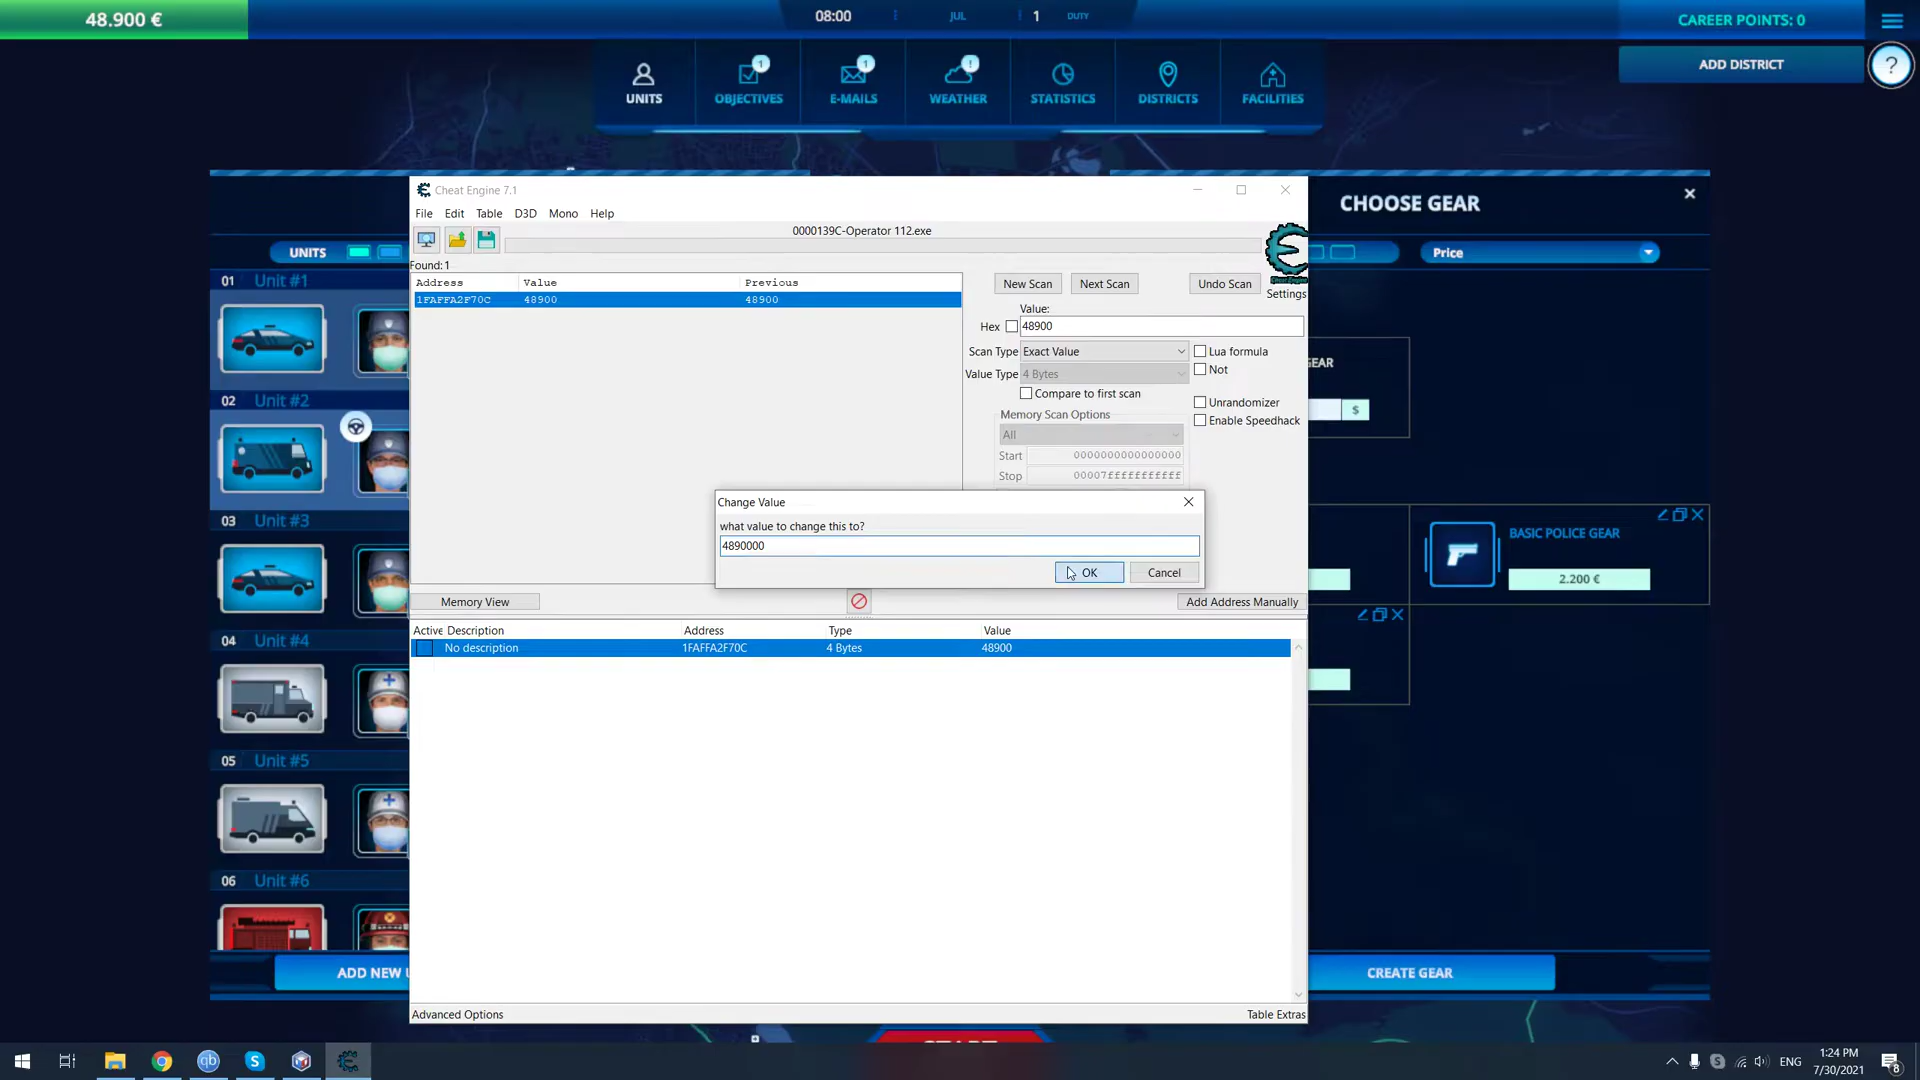 48.900 €
08:00 JUL 1 DUTY
CAREER POINTS: 0
ADD DISTRICT
?
UNITS
1
OBJECTIVES
1
E-MAILS
!
WEATHER
STATISTICS
DISTRICTS
FACILITIES
UNITS
01 Unit #1
02 Unit #2
03 Unit #3
04 Unit #4
05 Unit #5
06 Unit #6
CHOOSE GEAR
Price
$
BASIC POLICE GEAR
2.200 €
CREATE GEAR
Cheat Engine 7.1
File Edit Table D3D Mono Help
0000139C-Operator 112.exe
Found:1
Address Value Previous
1FAFFA2F70C 48900 48900
New Scan Next Scan Undo Scan
Settings
Value:
Hex 48900
Scan Type Exact Value
Lua formula
Not
Value Type 4 Bytes
Compare to first scan
Unrandomizer
Enable Speedhack
Memory Scan Options
All
Start 0000000000000000
Stop 00007fffffffffff
Change Value
what value to change this to?
4890000
OK Cancel
Memory View
Add Address Manually
Active Description Address Type Value
No description 1FAFFA2F70C 4 Bytes 48900
Advanced Options
Table Extras
ENG
1:24 PM
7/30/2021
8